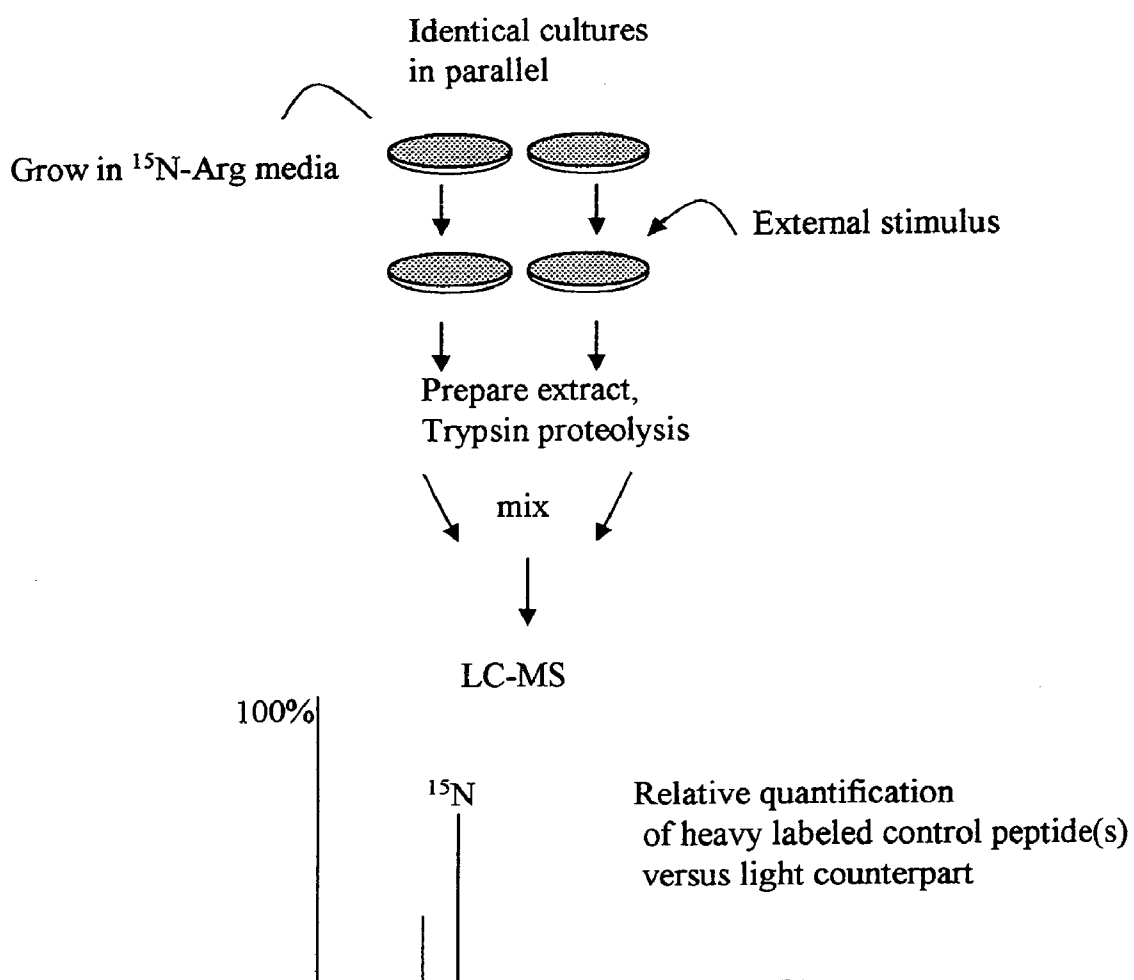 Identical cultures
in parallel
Grow in ¹⁵N-Arg media
External stimulus
Prepare extract,
Trypsin proteolysis
mix
LC-MS
100%
¹⁵N
Relative quantification
of heavy labeled control peptide(s)
versus light counterpart